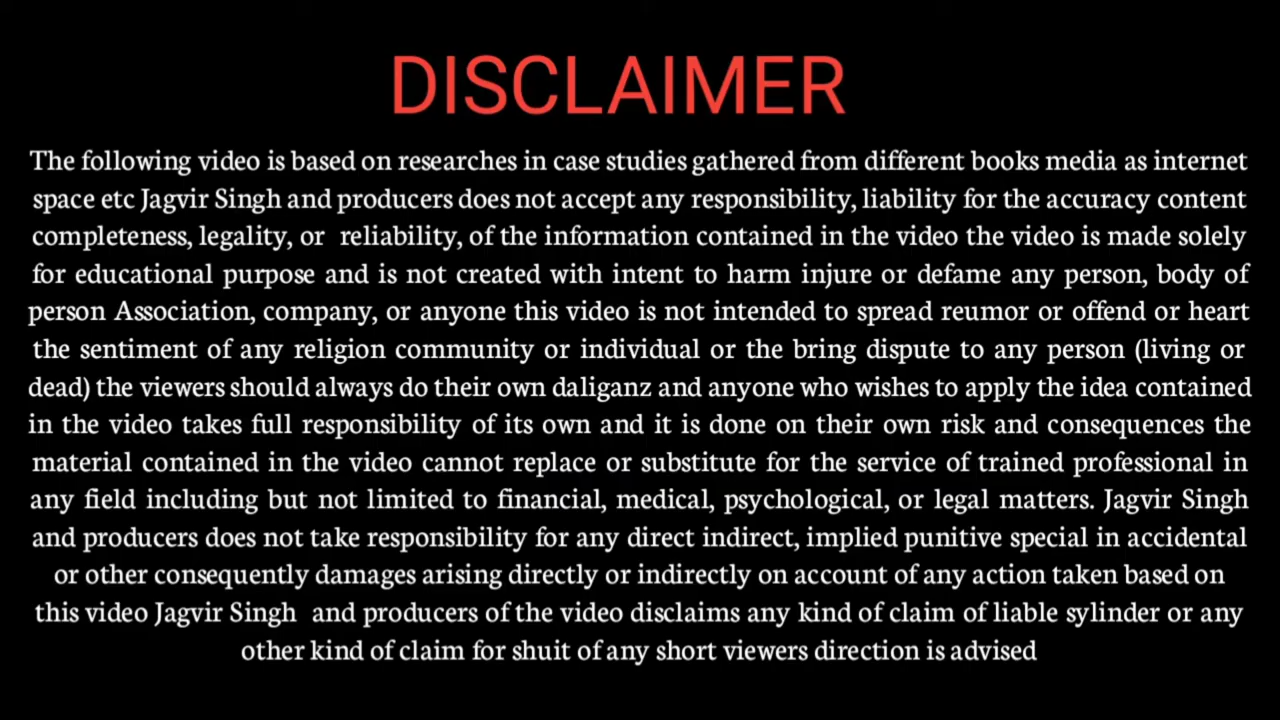 DISCLAIMER
The following video is based on researches in case studies gathered from different books media as internet
space etc Jagvir Singh and producers does not accept any responsibility, liability for the accuracy content
completeness, legality, or reliability, of the information contained in the video the video is made solely
for educational purpose and is not created with intent to harm injure or defame any person, body of
person Association, company, or anyone this video is not intended to spread reumor or offend or heart
the sentiment of any religion community or individual or the bring dispute to any person (living or
dead) the viewers should always do their own daliganz and anyone who wishes to apply the idea contained
in the video takes full responsibility of its own and it is done on their own risk and consequences the
material contained in the video cannot replace or substitute for the service of trained professional in
any field including but not limited to financial, medical, psychological, or legal matters. Jagvir Singh
and producers does not take responsibility for any direct indirect, implied punitive special in accidental
or other consequently damages arising directly or indirectly on account of any action taken based on
this video Jagvir Singh and producers of the video disclaims any kind of claim of liable sylinder or any
other kind of claim for shuit of any short viewers direction is advised